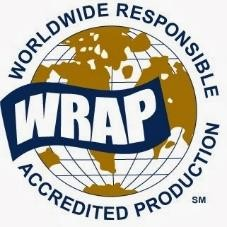 WORLDWIDE RESPONSIBLE
WRAP
ACCREDITED PRODUCTION
SM